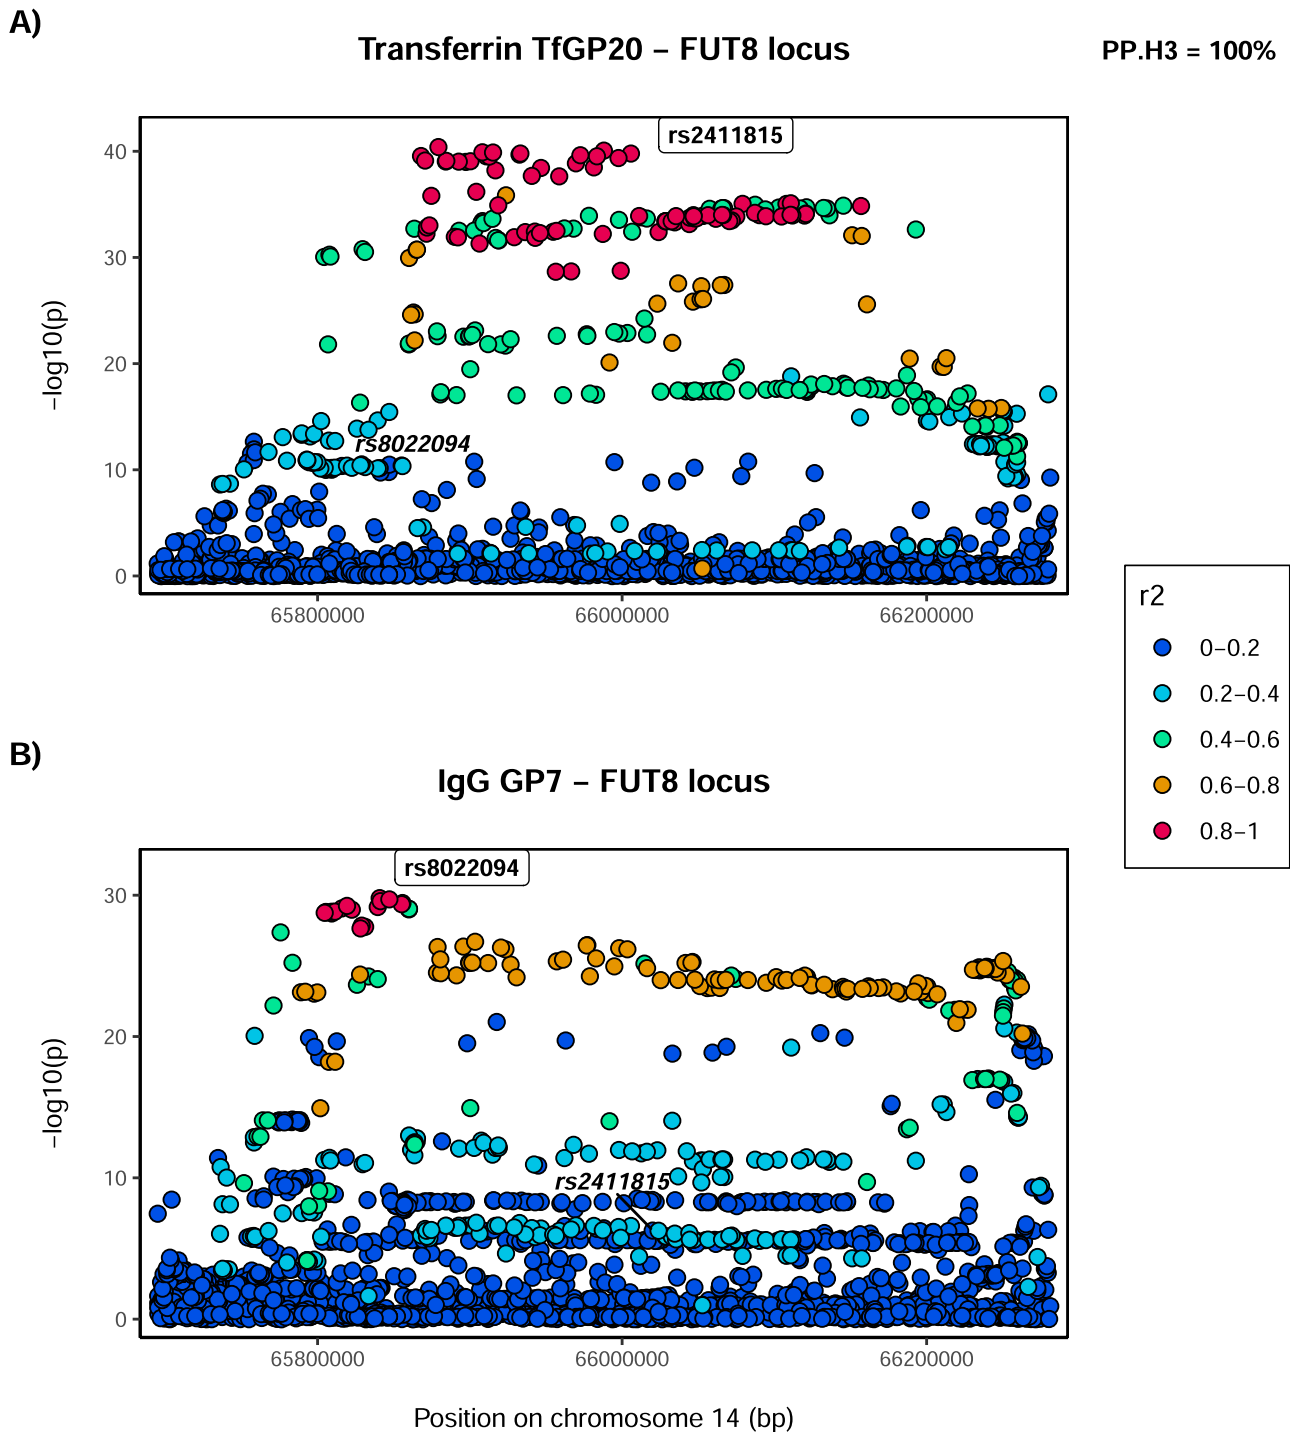 A)
Transferrin TfGP20 – FUT8 locus
PP.H3 = 100%
rs2411815
rs8022094
−log10(p)
40
30
20
10
0
65800000
66000000
66200000
r2
0−0.2
0.2−0.4
0.4−0.6
0.6−0.8
0.8−1
B)
IgG GP7 – FUT8 locus
rs8022094
rs2411815
−log10(p)
30
20
10
0
65800000
66000000
66200000
Position on chromosome 14 (bp)